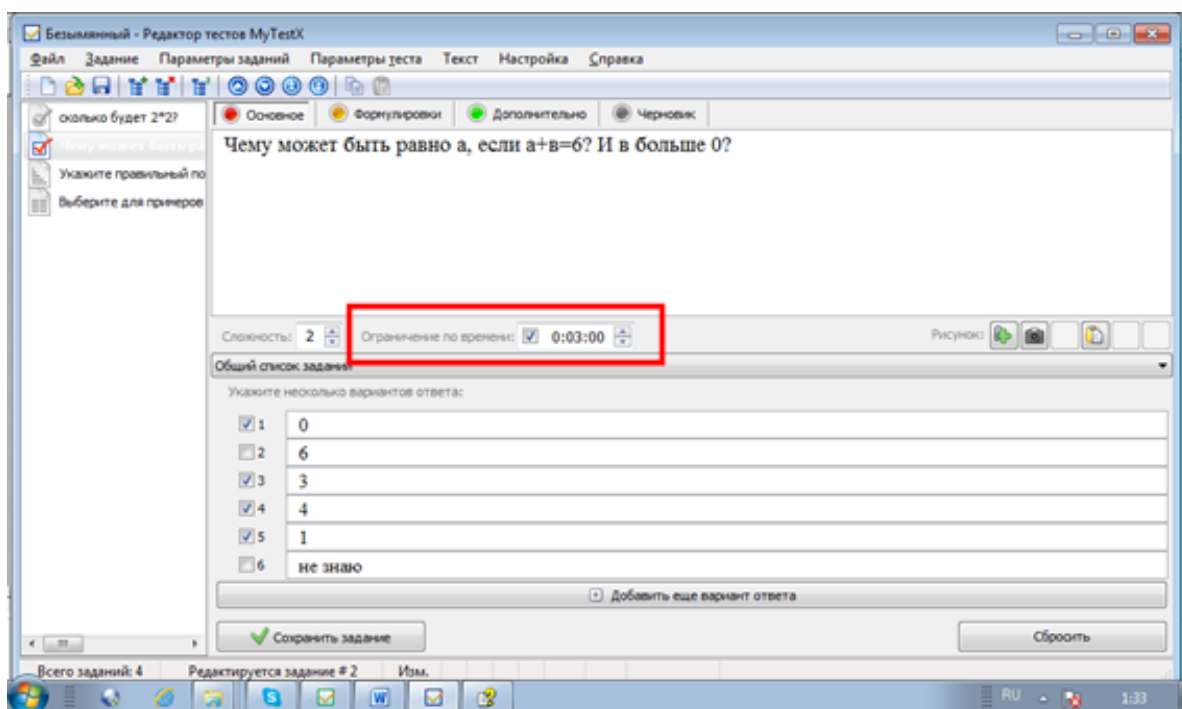 Безымянный - Редактор тестов MyTestX
Файл Задание Параметры заданий Параметры теста Текст Настройка Справка
Основное Формулировки Дополнительно Черновик
сколько будет 2*2?
Чему может быть ра
Укажите правильный по
Выберите для примеров
Чему может быть равно а, если а+в=6? И в больше 0?
Сложность: 2 Ограничение по времени: 0:03:00 Рисунок:
Общий список заданий
Укажите несколько вариантов ответа:
1 0
2 6
3 3
4 4
5 1
6 не знаю
Добавить еще вариант ответа
Сохранить задание Сбросить
Всего заданий: 4 Редактируется задание # 2 Изм.
RU 1:33